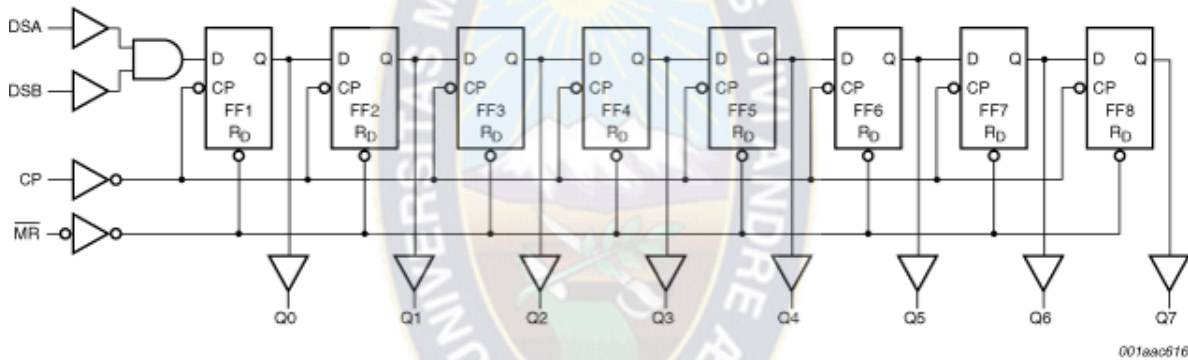 DSA
DSB
CP
M̅R̅
D Q
CP
FF1
RD
D Q
CP
FF2
RD
D Q
CP
FF3
RD
D Q
CP
FF4
RD
D Q
CP
FF5
RD
D Q
CP
FF6
RD
D Q
CP
FF7
RD
D Q
CP
FF8
RD
Q0 Q1 Q2 Q3 Q4 Q5 Q6 Q7
001aac616